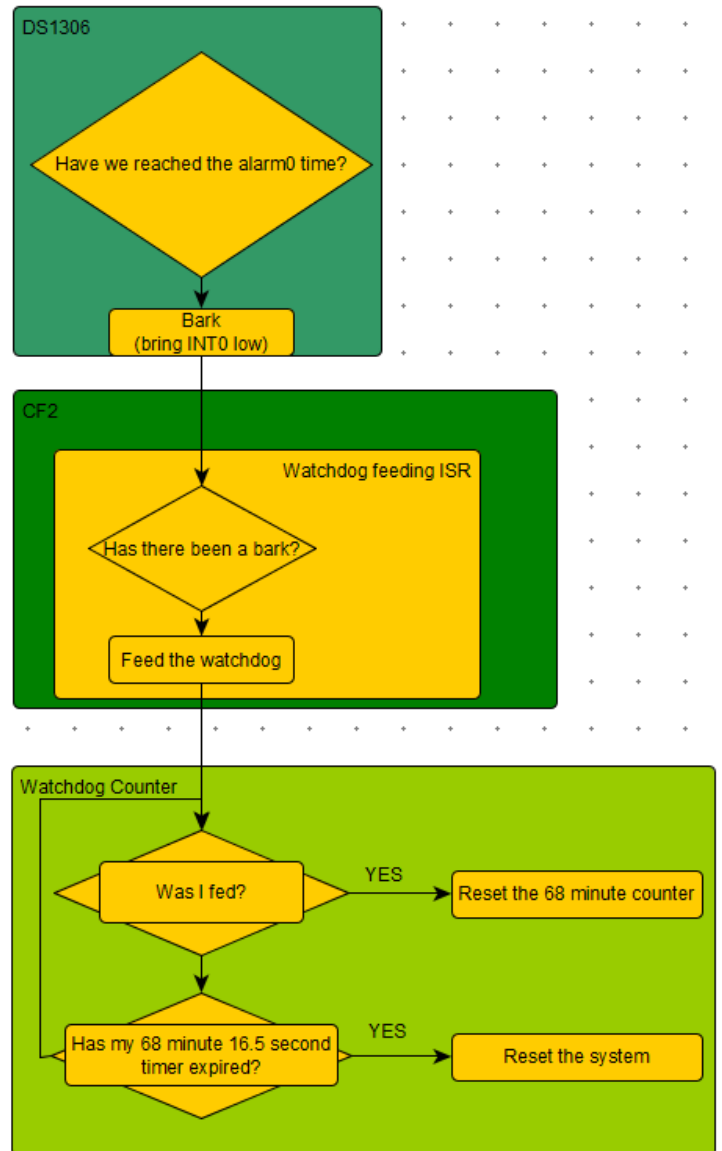 DS1306
Have we reached the alarm0 time?
Bark
(bring INT0 low)
CF2
Watchdog feeding ISR
Has there been a bark?
Feed the watchdog
Watchdog Counter
Was I fed?
YES
Reset the 68 minute counter
Has my 68 minute 16.5 second
timer expired?
YES
Reset the system